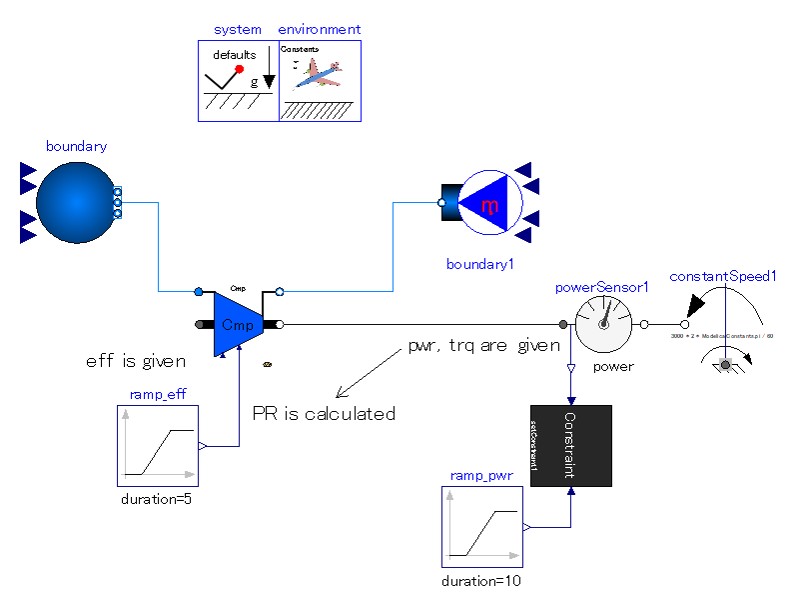 system environment
defaults
g
Constants
boundary
m
boundary1
constantSpeed1
powerSensor1
3000 * 2 * Modelica.Constants.pi / 60
Cmp
Cmp
eff is given
pwr, trq are given
power
PR is calculated
ramp_eff
duration=5
Constraint
setConstraint
ramp_pwr
duration=10